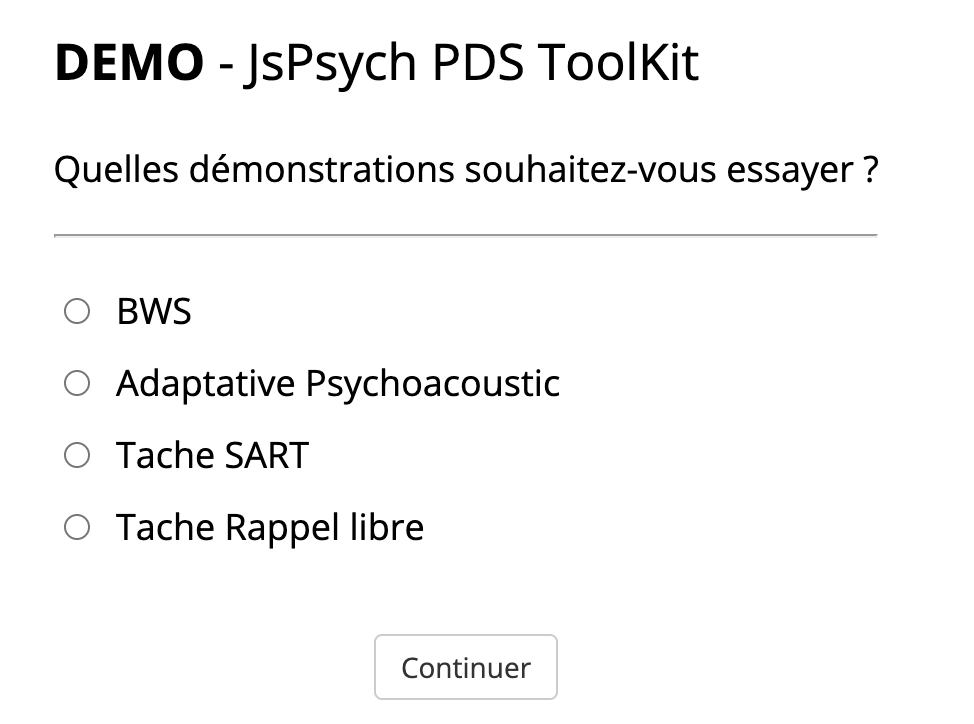 DEMO - JsPsych PDS ToolKit
Quelles démonstrations souhaitez-vous essayer ?
BWS
Adaptative Psychoacoustic
Tache SART
Tache Rappel libre
Continuer